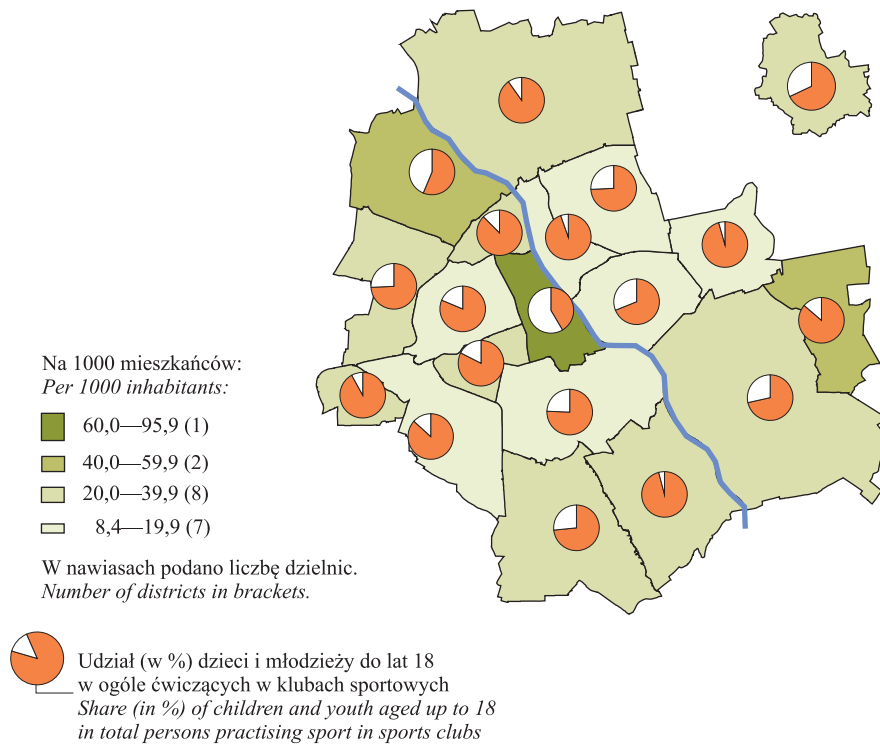 Na 1000 mieszkańców:
Per 1000 inhabitants:
60,0—95,9 (1)
40,0—59,9 (2)
20,0—39,9 (8)
8,4—19,9 (7)
W nawiasach podano liczbę dzielnic.
Number of districts in brackets.
Udział (w %) dzieci i młodzieży do lat 18
w ogóle ćwiczących w klubach sportowych
Share (in %) of children and youth aged up to 18
in total persons practising sport in sports clubs